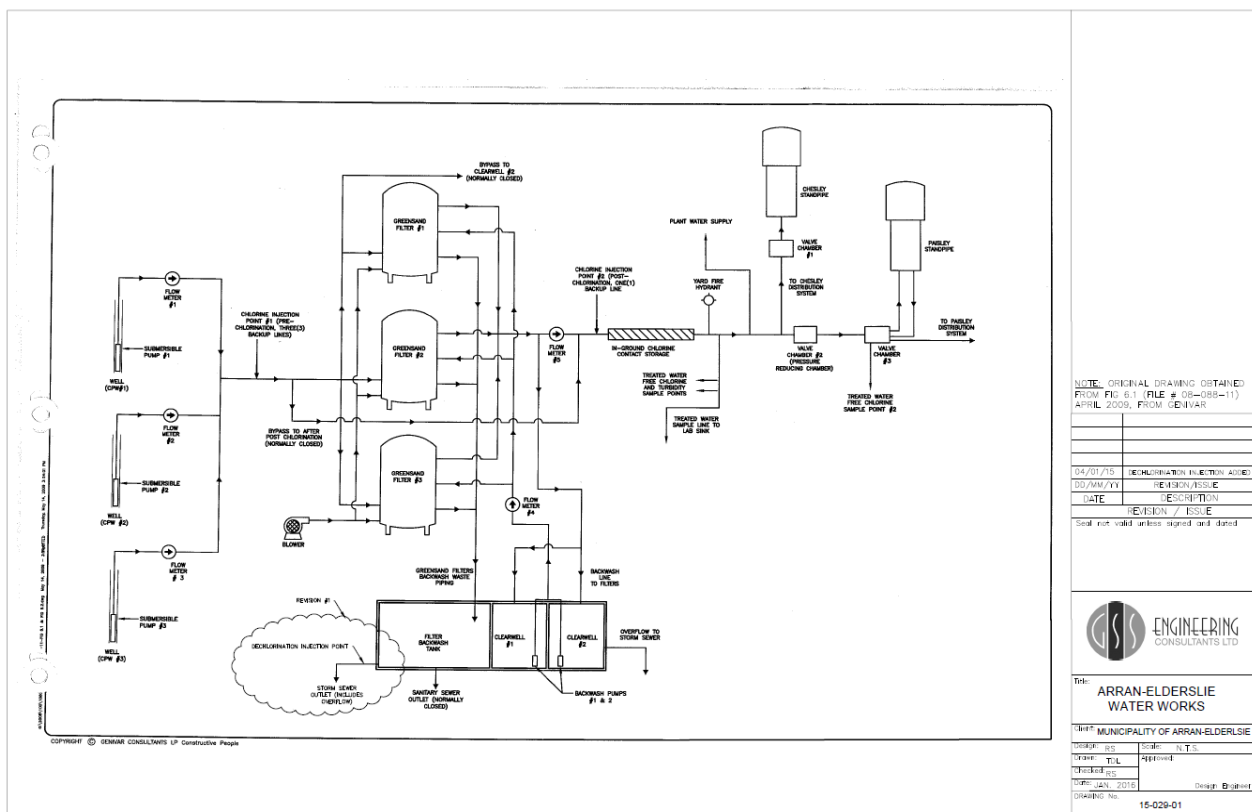 BYPASS TO
CLEARWELL #2
(NORMALLY CLOSED)
GREENSAND
FILTER #1
CHESLEY
STANDPIPE
PAISLEY
STANDPIPE
PLANT WATER SUPPLY
VALVE
CHAMBER
#1
FLOW
METER
#1
CHLORINE INJECTION
POINT #1 (PRE-
CHLORINATION, THREE(3)
BACKUP LINES)
CHLORINE INJECTION
POINT #2 (POST-
CHLORINATION, ONE(1)
BACKUP LINE
YARD FIRE
HYDRANT
TO CHESLEY
DISTRIBUTION
SYSTEM
TO PAISLEY
DISTRIBUTION
SYSTEM
SUBMERSIBLE
PUMP #1
WELL
(CPW#1)
GREENSAND
FILTER #2
FLOW
METER
#5
IN-GROUND CHLORINE
CONTACT STORAGE
VALVE
CHAMBER #2
(PRESSURE
REDUCING CHAMBER)
VALVE
CHAMBER
#3
TREATED WATER
FREE CHLORINE
AND TURBIDITY
SAMPLE POINTS
TREATED WATER
FREE CHLORINE
SAMPLE POINT #2
TREATED WATER
SAMPLE LINE TO
LAB SINK
FLOW
METER
#2
BYPASS TO AFTER
POST CHLORINATION
(NORMALLY CLOSED)
GREENSAND
FILTER #3
SUBMERSIBLE
PUMP #2
WELL
(CPW #2)
FLOW
METER
#4
BLOWER
FLOW
METER
# 3
GREENSAND FILTERS
BACKWASH WASTE
PIPING
BACKWASH
LINE
TO FILTERS
SUBMERSIBLE
PUMP #3
WELL
(CPW #3)
REVISION #1
DECHLORINATION INJECTION POINT
FILTER
BACKWASH
TANK
CLEARWELL
#1
CLEARWELL
#2
OVERFLOW TO
STORM SEWER
STORM SEWER
OUTLET (INCLUDES
OVERFLOW)
SANITARY SEWER
OUTLET (NORMALLY
CLOSED)
BACKWASH PUMPS
#1 & 2
COPYRIGHT © GENIVAR CONSULTANTS LP Constructive People
NOTE: ORIGINAL DRAWING OBTAINED
FROM FIG 6.1 (FILE # 08-088-11)
APRIL 2009, FROM GENIVAR
04/01/15 DECHLORINATION INJECTION ADDED
DD/MM/YY REVISION/ISSUE
DATE DESCRIPTION
REVISION / ISSUE
Seal not valid unless signed and dated
GSS ENGINEERING
CONSULTANTS LTD
Title:
ARRAN-ELDERSLIE
WATER WORKS
Client: MUNICIPALITY OF ARRAN-ELDERLSIE
Design: RS Scale: N.T.S.
Drawn: TDL Approved:
Checked: RS
Date: JAN. 2016 Design Engineer
DRAWING No.
15-029-01